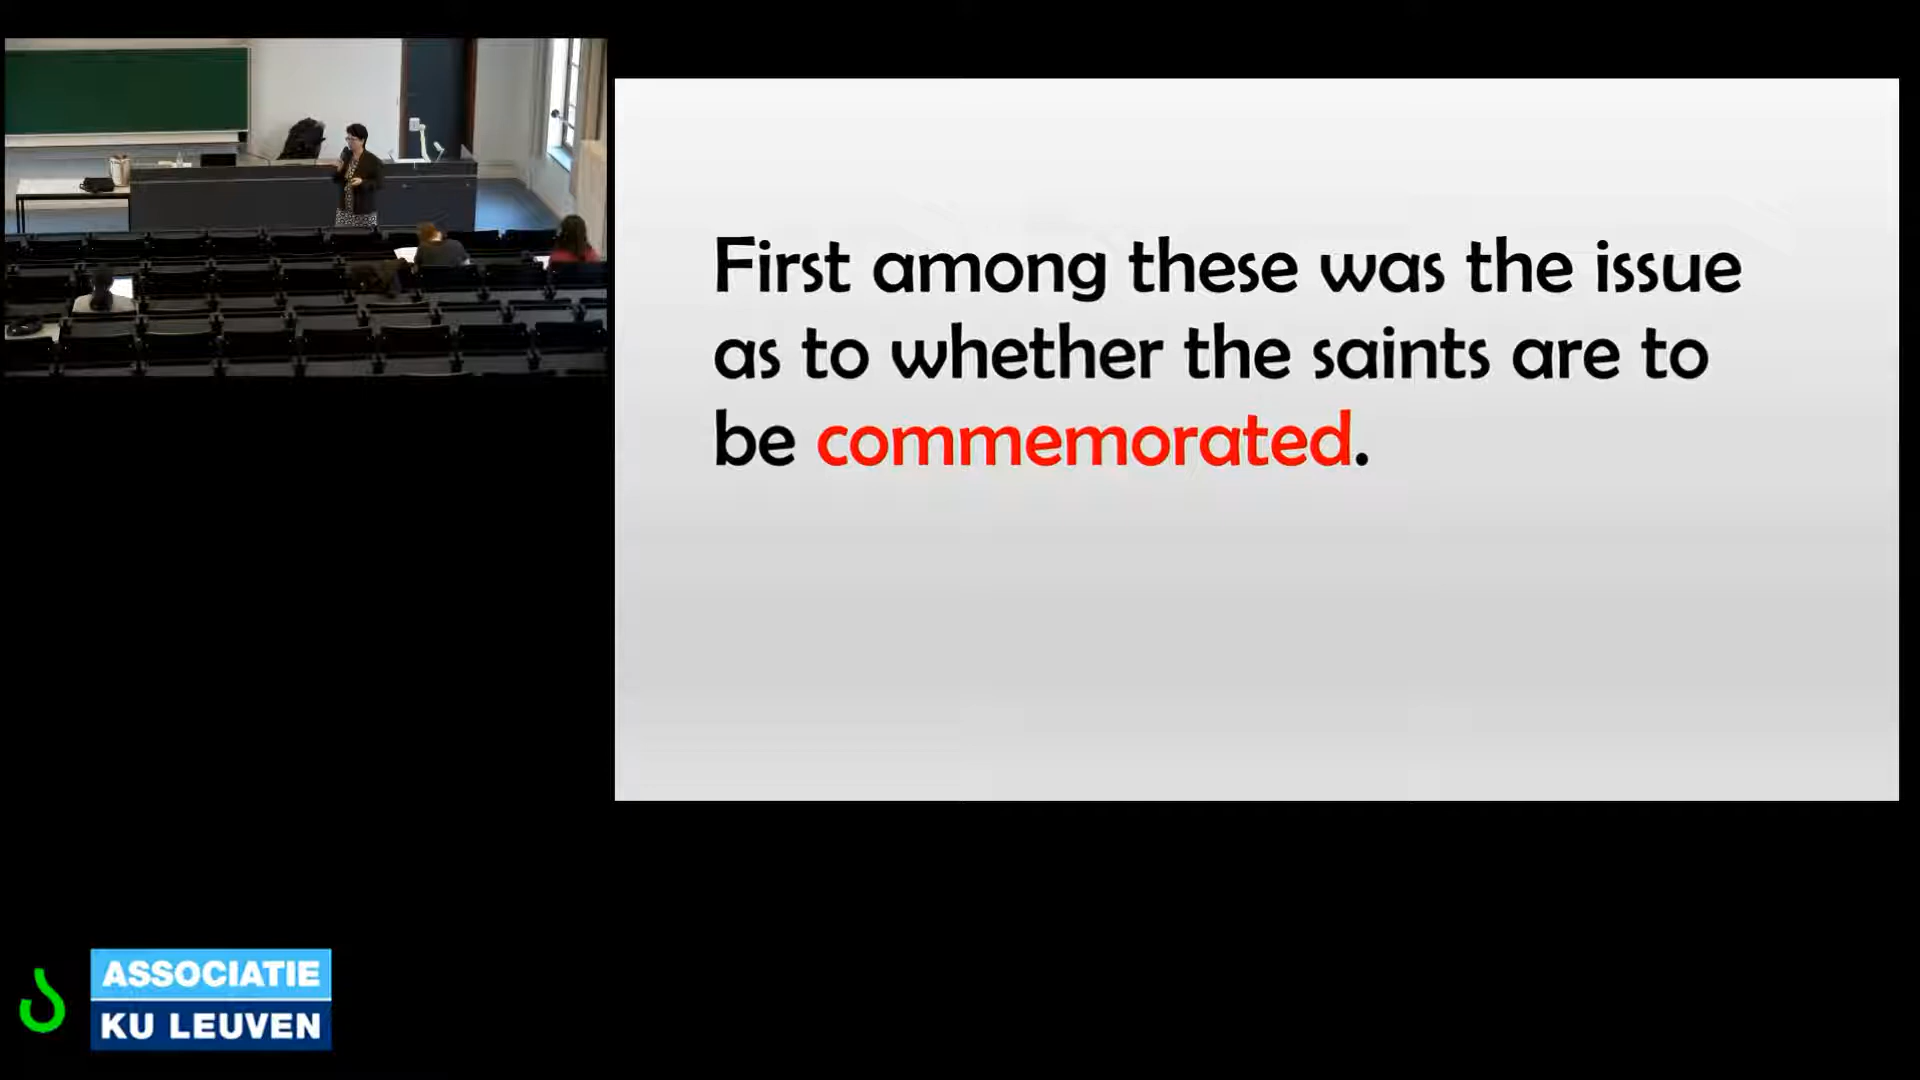 First among these was the issue
as to whether the saints are to
be commemorated.
ASSOCIATIE
KU LEUVEN